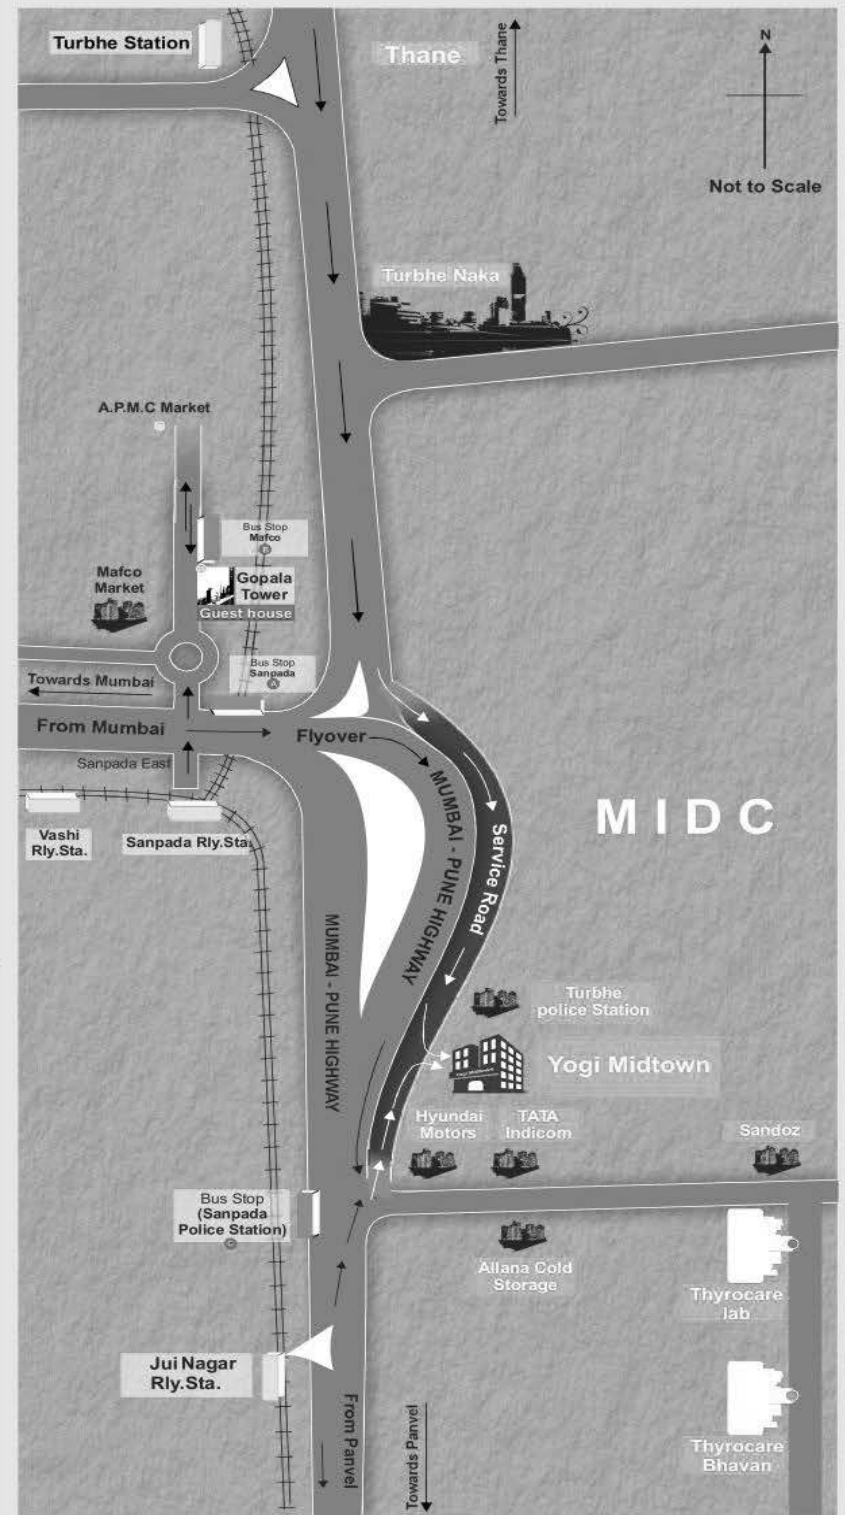 Turbhe Station
Thane
Towards Thane
N
Not to Scale
Turbhe Naka
A.P.M.C Market
Bus Stop
Mafco
B
Mafco
Market
Gopala
Tower
Guest house
Bus Stop
Sanpada
A
Towards Mumbai
From Mumbai
Flyover
Sanpada East
MUMBAI - PUNE HIGHWAY
Service Road
MIDC
Vashi
Rly.Sta.
Sanpada Rly.Sta.
MUMBAI - PUNE HIGHWAY
Turbhe
police Station
Yogi Midtown
Yogi Midtown
Hyundai
Motors
TATA
Indicom
Sandoz
Bus Stop
(Sanpada
Police Station)
C
Allana Cold
Storage
Thyrocare
lab
Jui Nagar
Rly.Sta.
From Panvel
Towards Panvel
Thyrocare
Bhavan